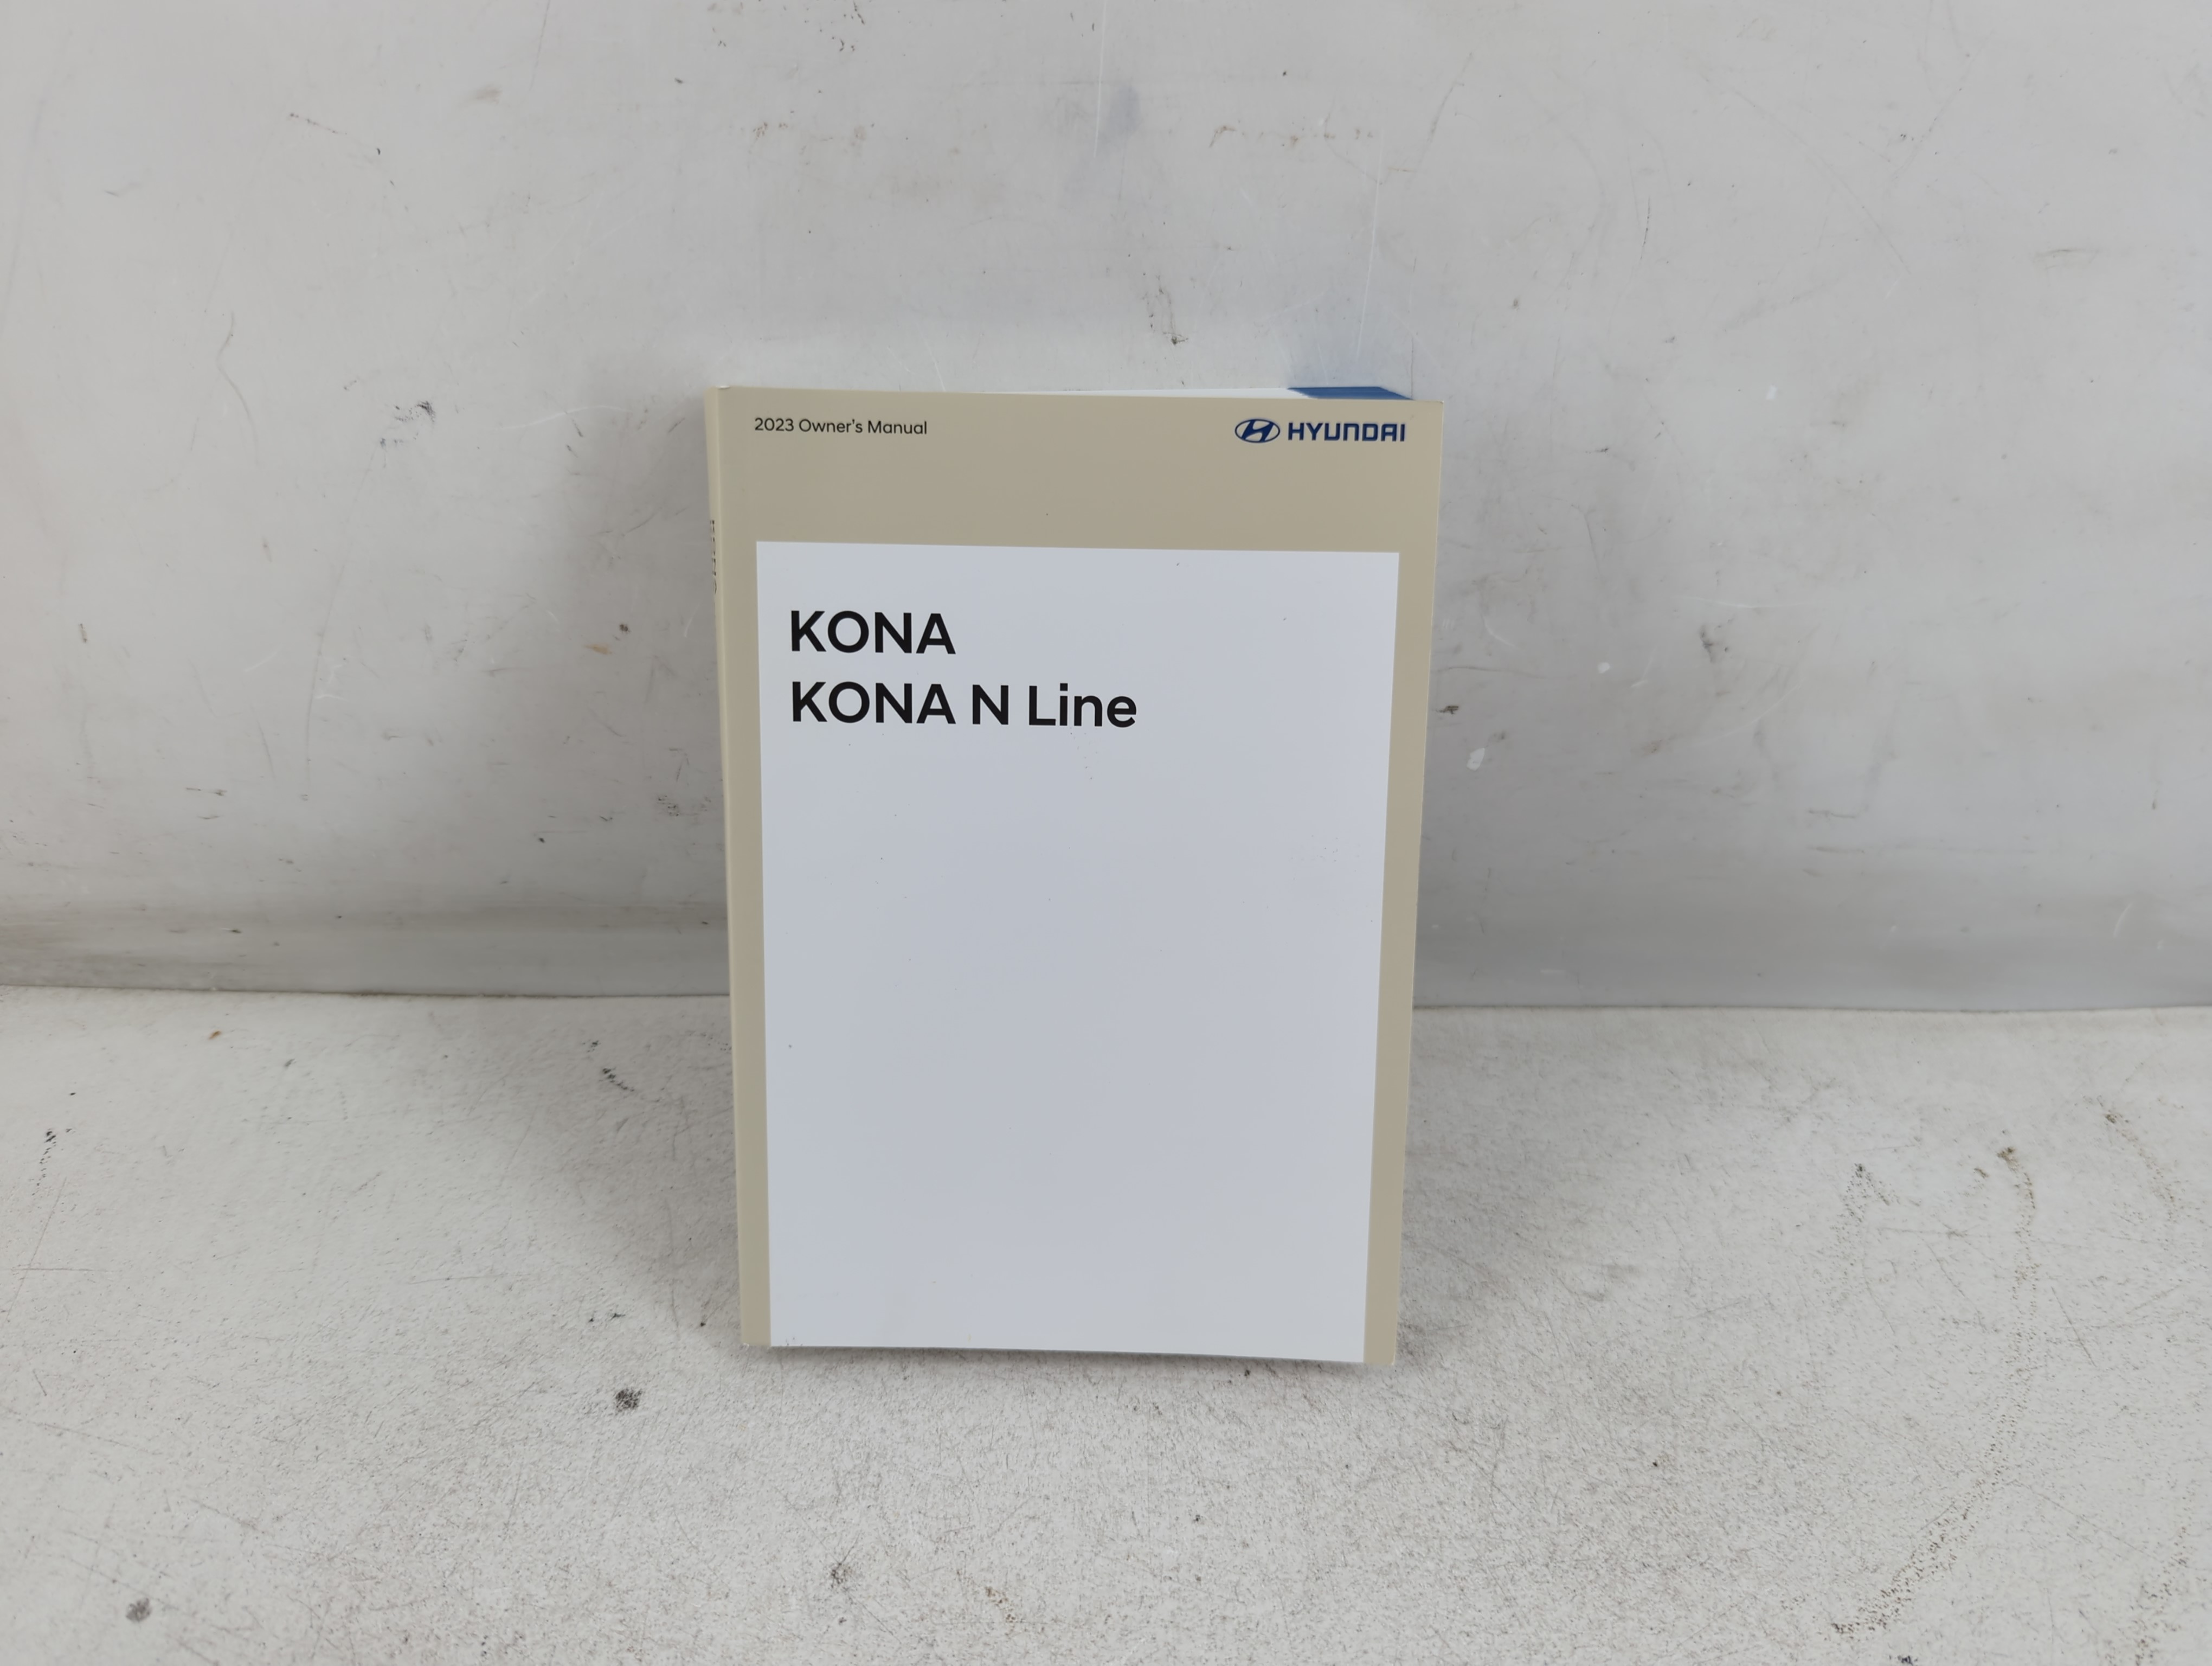 2023 Owner's Manual
HYUNDAI
KONA
KONA N Line